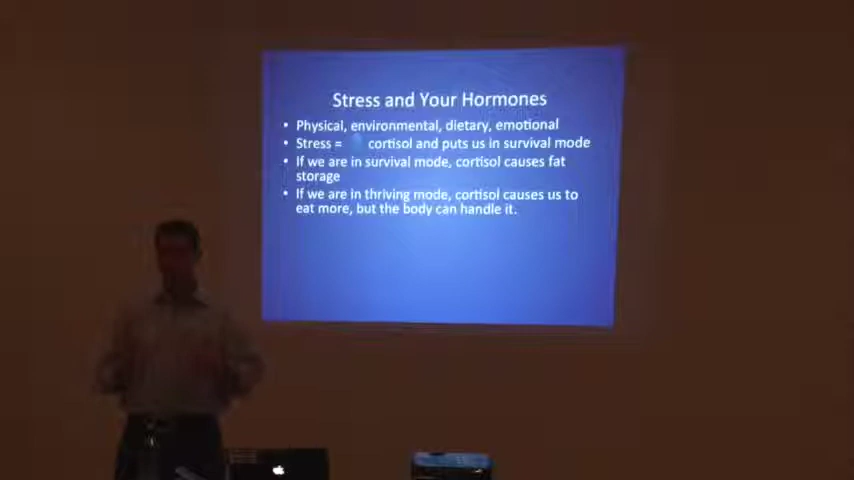 Stress and Your Hormones
• Physical, environmental, dietary, emotional
• Stress = cortisol and puts us in survival mode
• If we are in survival mode, cortisol causes fat
storage
• If we are in thriving mode, cortisol causes us to
eat more, but the body can handle it.